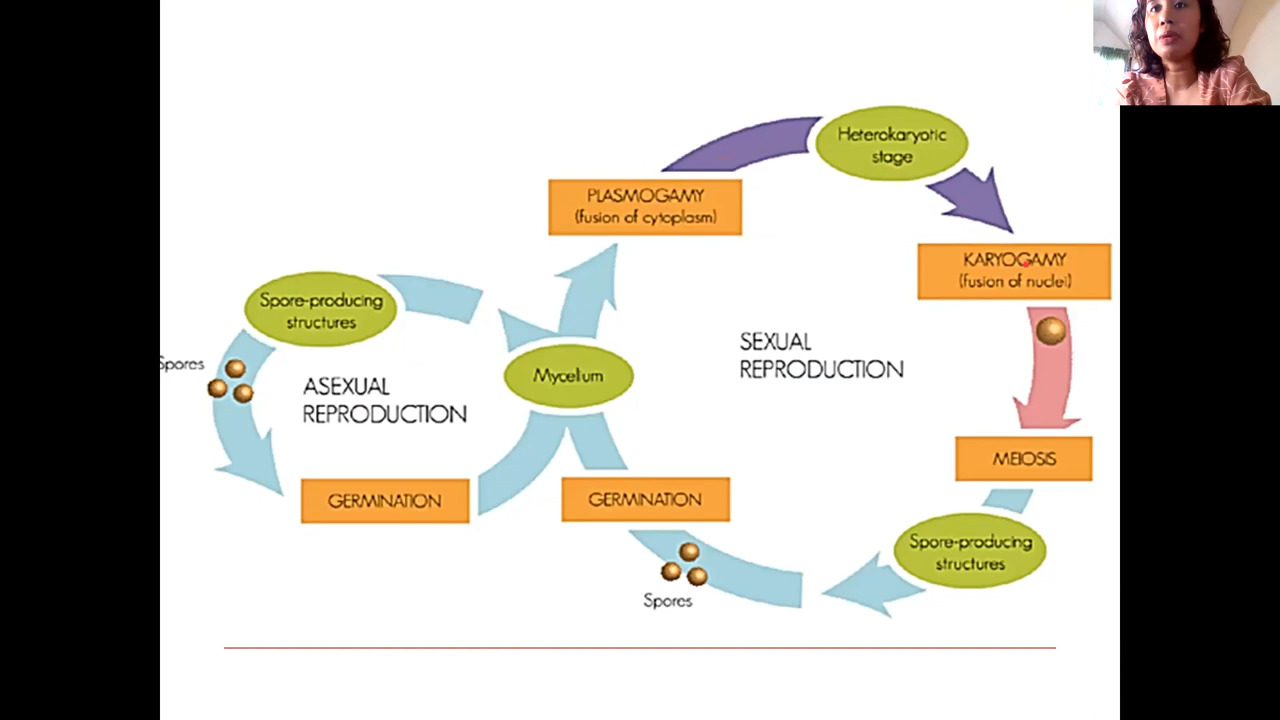 Heterokaryotic
stage
PLASMOGAMY
(fusion of cytoplasm)
KARYOGAMY
(fusion of nuclei)
Spore-producing
structures
Spores
ASEXUAL
REPRODUCTION
Mycelium
SEXUAL
REPRODUCTION
MEIOSIS
GERMINATION
GERMINATION
Spore-producing
structures
Spores